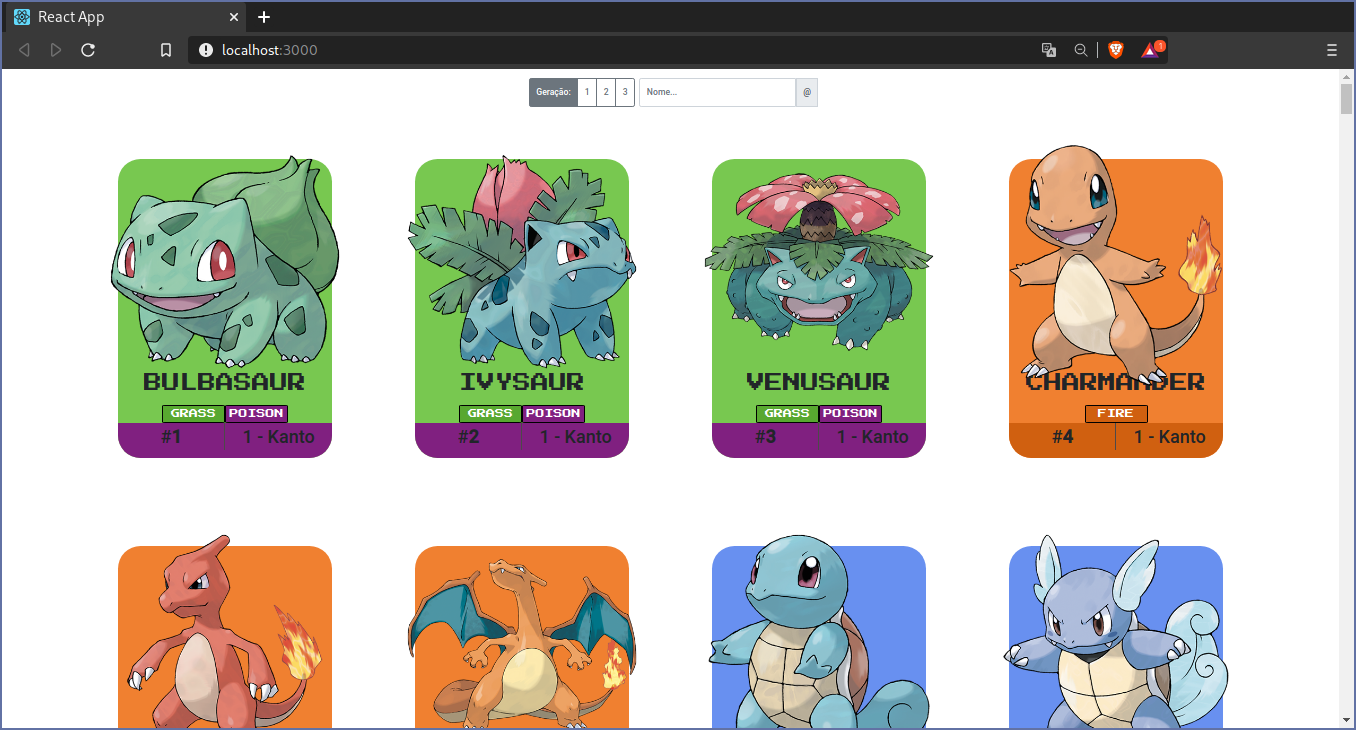 React App
localhost:3000
1
Geração: 1 2 3 Nome... @
BULBASAUR IVYSAUR VENUSAUR CHARMANDER
GRASS POISON GRASS POISON GRASS POISON FIRE
#1 1 - Kanto #2 1 - Kanto #3 1 - Kanto #4 1 - Kanto